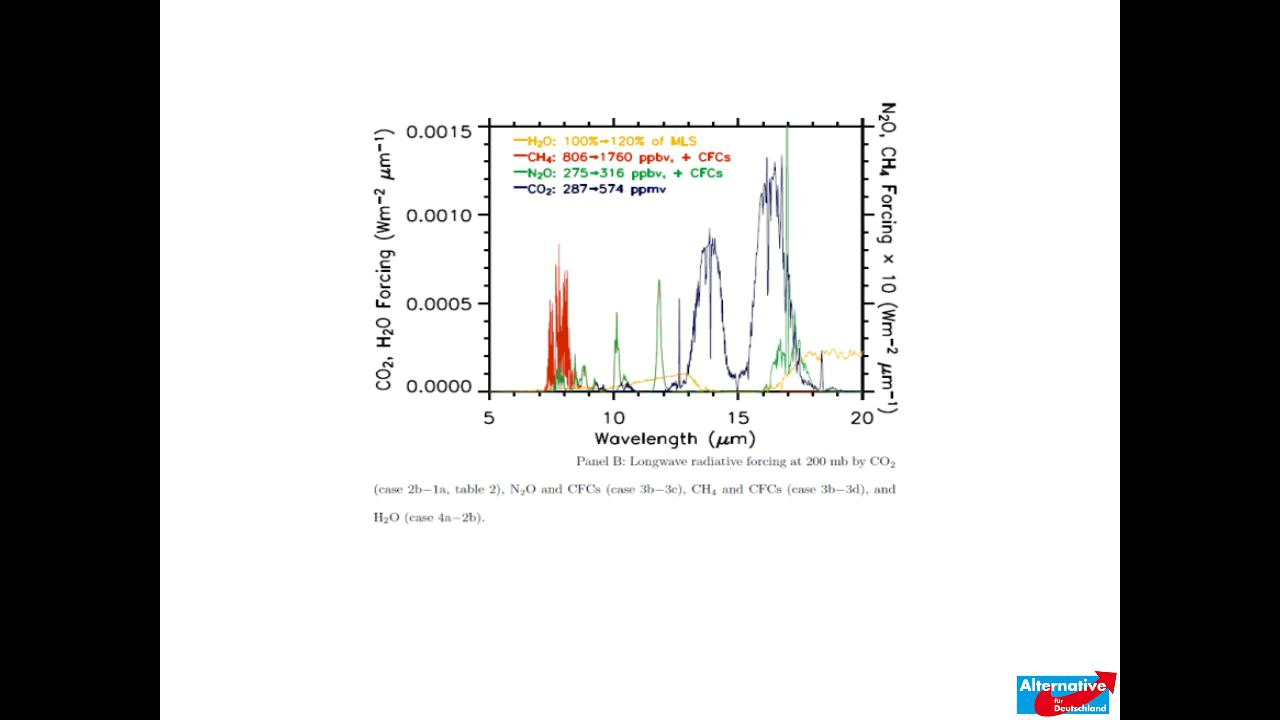 N₂O, CH₄ Forcing × 10 (Wm⁻² μm⁻¹)
CO₂, H₂O Forcing (Wm⁻² μm⁻¹)
0.0015
0.0010
0.0005
0.0000
H₂O: 100%→120% of MLS
CH₄: 806→1760 ppbv, + CFCs
N₂O: 275→316 ppbv, + CFCs
CO₂: 287→574 ppmv
5 10 15 20
Wavelength (μm)
Panel B: Longwave radiative forcing at 200 mb by CO₂
(case 2b−1a, table 2), N₂O and CFCs (case 3b−3c), CH₄ and CFCs (case 3b−3d), and
H₂O (case 4a−2b).
Alternative
für
Deutschland